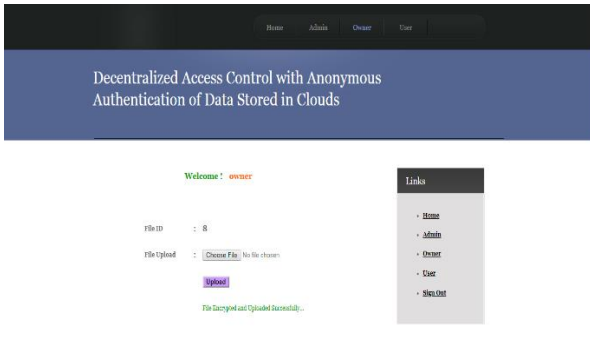 Home Admin Owner User
Decentralized Access Control with Anonymous
Authentication of Data Stored in Clouds
Welcome ! owner
Links
File ID : 8
File Upload : Choose File No file chosen
Upload
File Encrypted and Uploaded Successfully...
Home
Admin
Owner
User
Sign Out